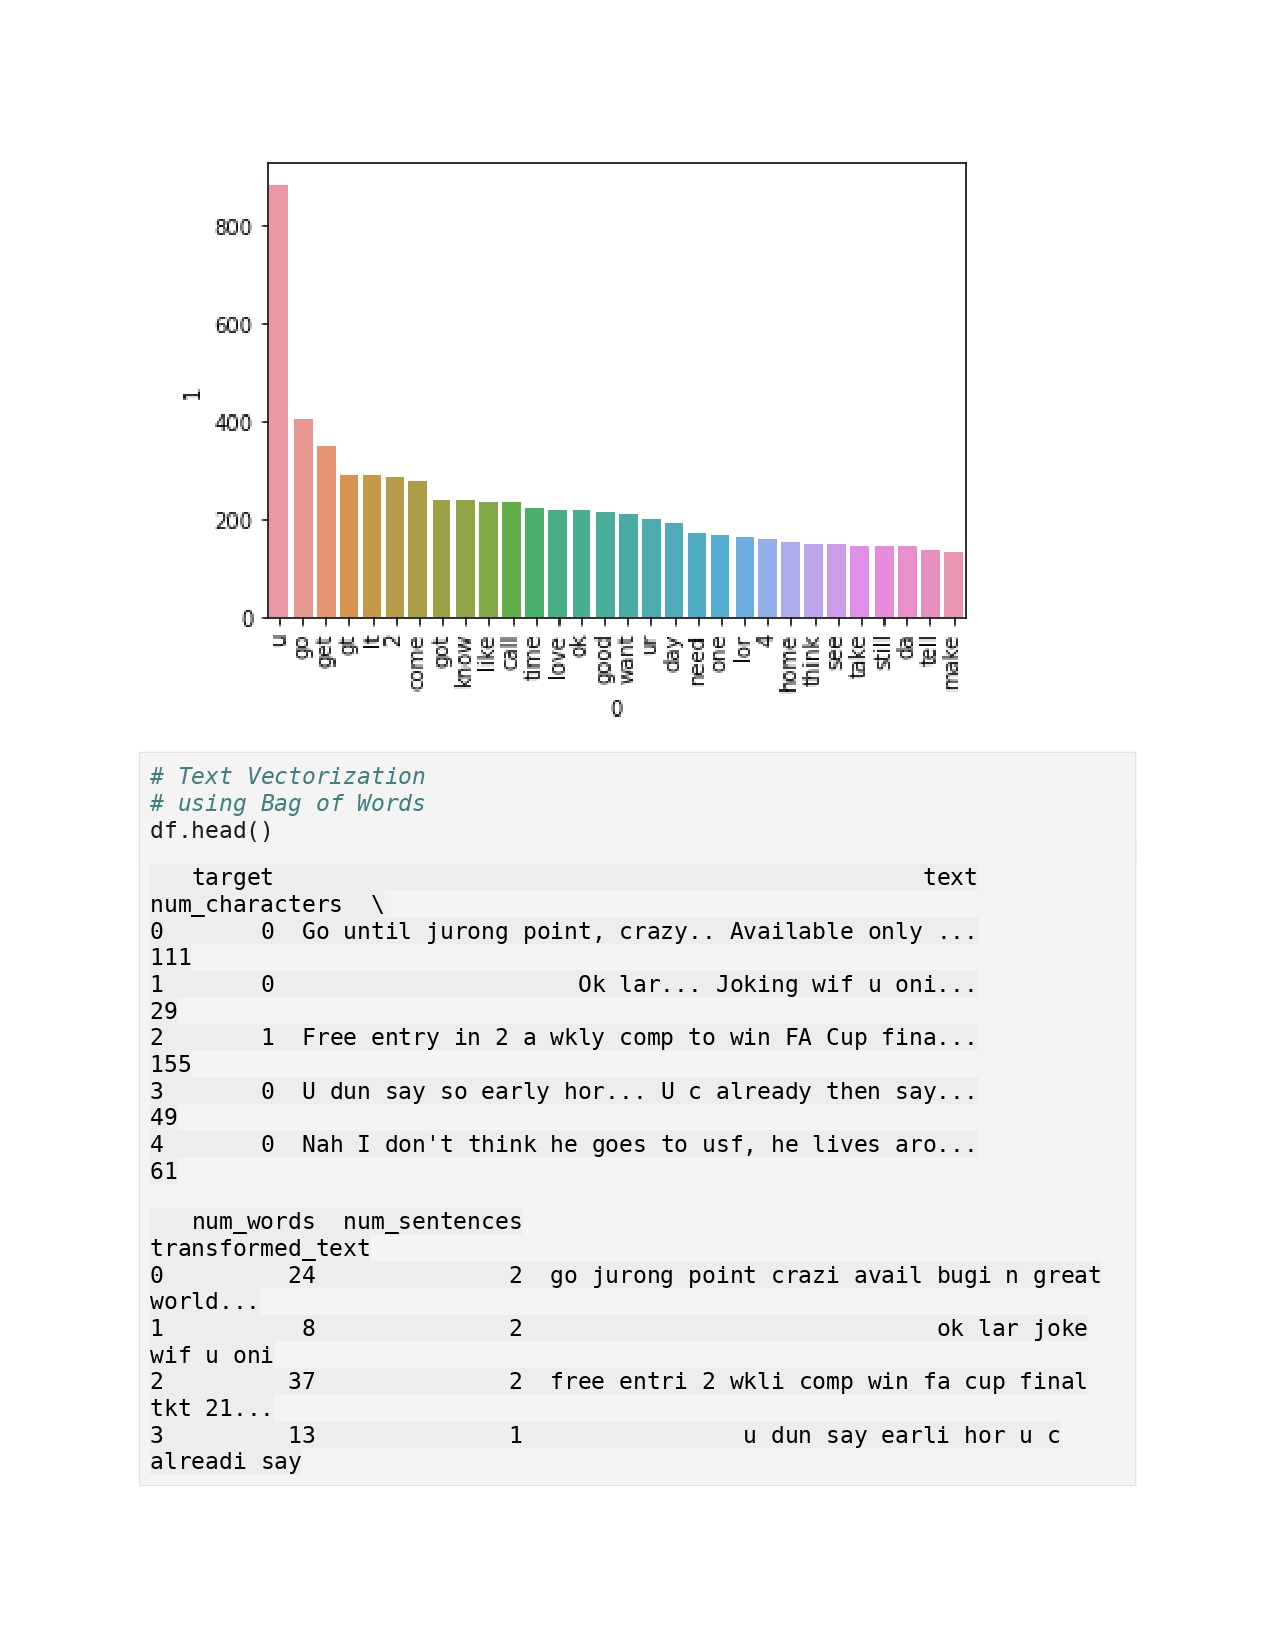 800
600
400
200
0
1
u go get gt lt 2 come got know like call time love ok good want ur day need one lor 4 home think see take still da tell make
0
# Text Vectorization
# using Bag of Words
df.head()
   target                                               text
num_characters  \
0       0  Go until jurong point, crazy.. Available only ...
111
1       0                      Ok lar... Joking wif u oni...
29
2       1  Free entry in 2 a wkly comp to win FA Cup fina...
155
3       0  U dun say so early hor... U c already then say...
49
4       0  Nah I don't think he goes to usf, he lives aro...
61
   num_words  num_sentences
transformed_text
0         24              2  go jurong point crazi avail bugi n great
world...
1          8              2                              ok lar joke
wif u oni
2         37              2  free entri 2 wkli comp win fa cup final
tkt 21...
3         13              1                u dun say earli hor u c
alreadi say